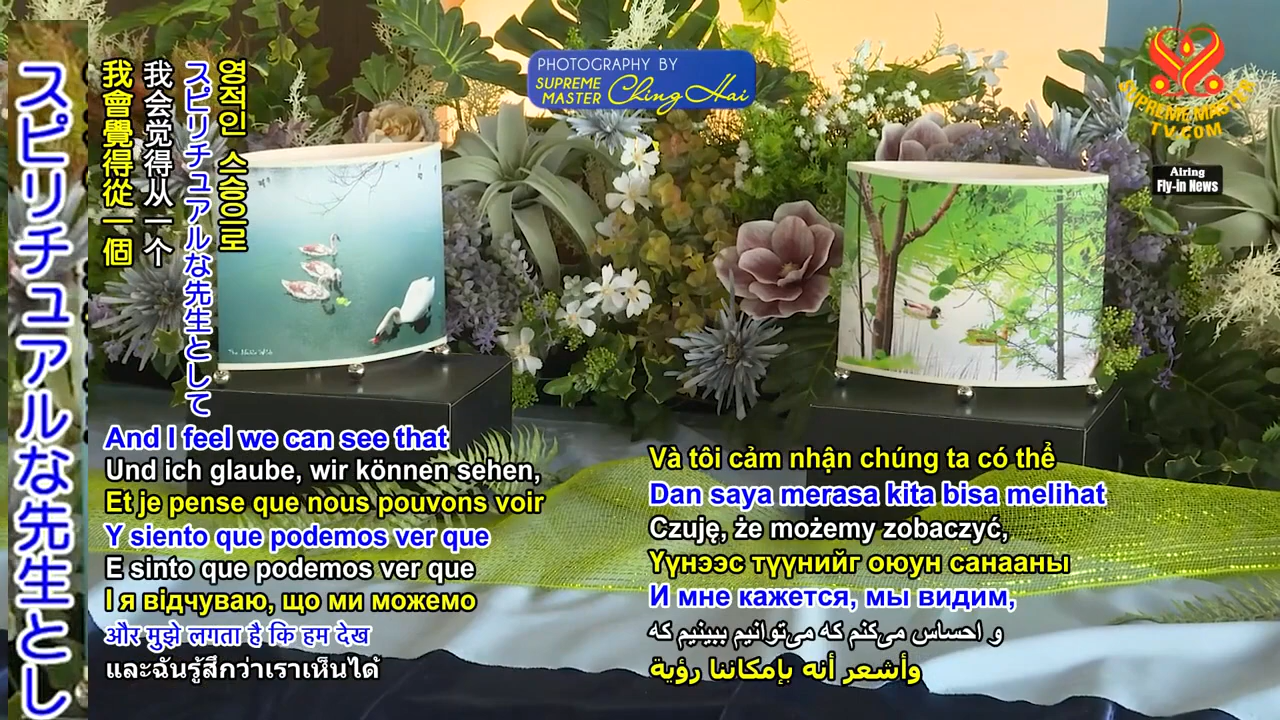 スピリチュアルな先生とし
我會覺得從一個
我会觉得从一个
スピリチュアルな先生として
영적인 스승으로
PHOTOGRAPHY BY
SUPREME
MASTER Ching Hai
SUPREME MASTER
TV.COM
Airing
Fly-in News
And I feel we can see that
Und ich glaube, wir können sehen,
Et je pense que nous pouvons voir
Y siento que podemos ver que
E sinto que podemos ver que
І я відчуваю, що ми можемо
और मुझे लगता है कि हम देख
และฉันรู้สึกว่าเราเห็นได้
Và tôi cảm nhận chúng ta có thể
Dan saya merasa kita bisa melihat
Czuję, że możemy zobaczyć,
Үүнээс түүнийг оюун санааны
И мне кажется, мы видим,
و احساس می‌کنم که می‌توانیم ببینیم که
وأشعر أنه بإمكاننا رؤية